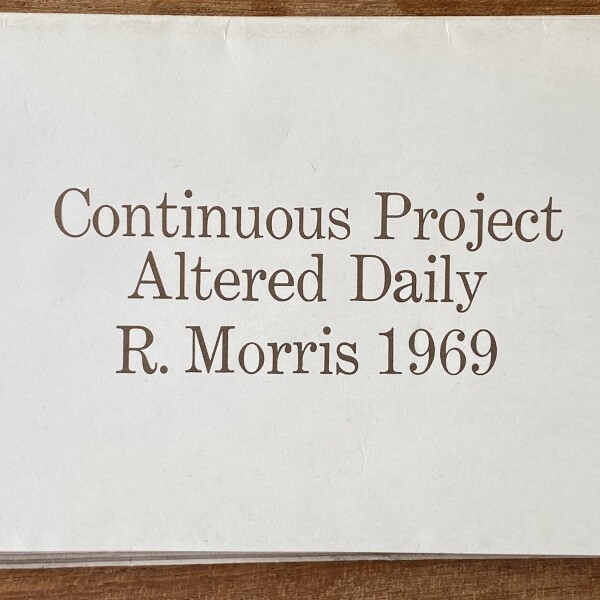 Continuous Project
Altered Daily
R. Morris 1969